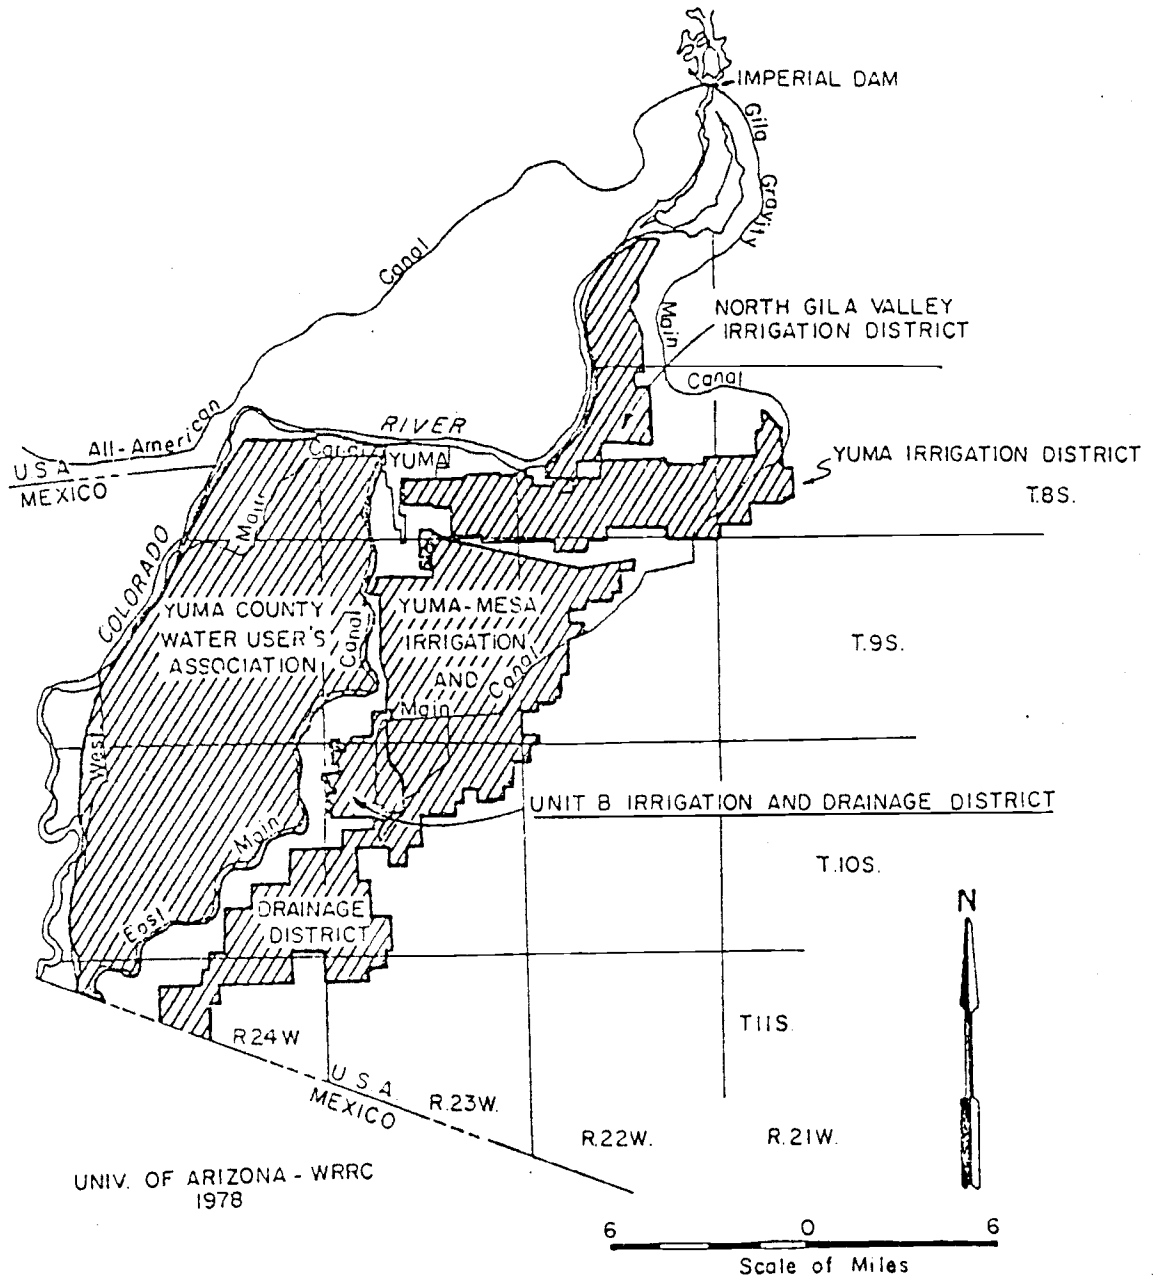 IMPERIAL DAM
Gila
Gravity
Main
Canal
Canal
NORTH GILA VALLEY
IRRIGATION DISTRICT
All-American
RIVER
Canal
YUMA
U S A
MEXICO
YUMA IRRIGATION DISTRICT
T.8S.
Main
COLORADO
YUMA COUNTY
WATER USER'S
ASSOCIATION
Canal
YUMA-MESA
IRRIGATION
AND
Canal
Main
T.9S.
West
UNIT B IRRIGATION AND DRAINAGE DISTRICT
Main
T.10S.
East
DRAINAGE
DISTRICT
N
T11S.
R.24W
U S A.
MEXICO
R.23W.
R.22W.
R.21W.
UNIV. OF ARIZONA - WRRC
1978
6 0 6
Scale of Miles